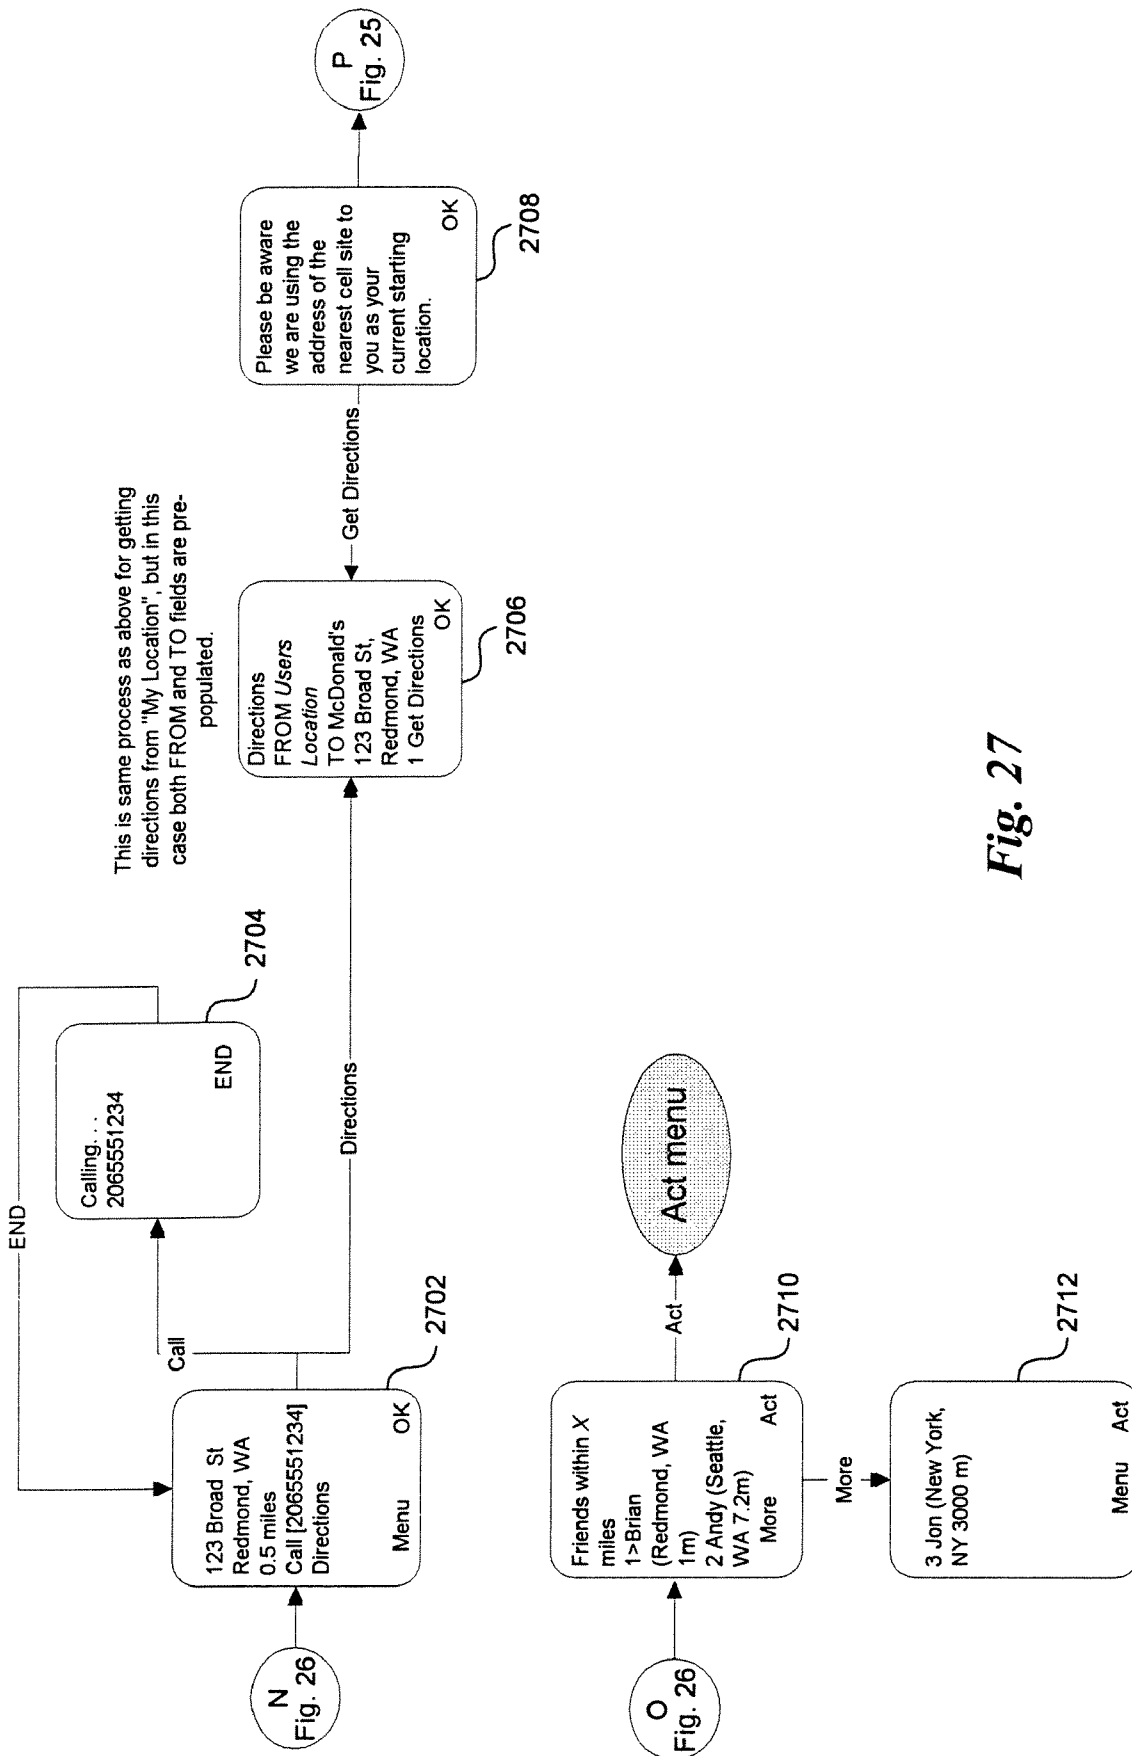 END
Calling. . .
2065551234
END
2704
Call
N
Fig. 26
123 Broad St
Redmond, WA
0.5 miles
Call [2065551234]
Directions
Menu OK
2702
Directions
This is same process as above for getting
directions from "My Location", but in this
case both FROM and TO fields are pre-
populated.
Directions
FROM Users
Location
TO McDonald's
123 Broad St,
Redmond, WA
1 Get Directions
OK
2706
Get Directions
Please be aware
we are using the
address of the
nearest cell site to
you as your
current starting
location.
OK
2708
P
Fig. 25
O
Fig. 26
Friends within X
miles
1>Brian
(Redmond, WA
1m)
2 Andy (Seattle,
WA 7.2m)
More Act
2710
Act
Act menu
More
3 Jon (New York,
NY 3000 m)
Menu Act
2712
Fig. 27